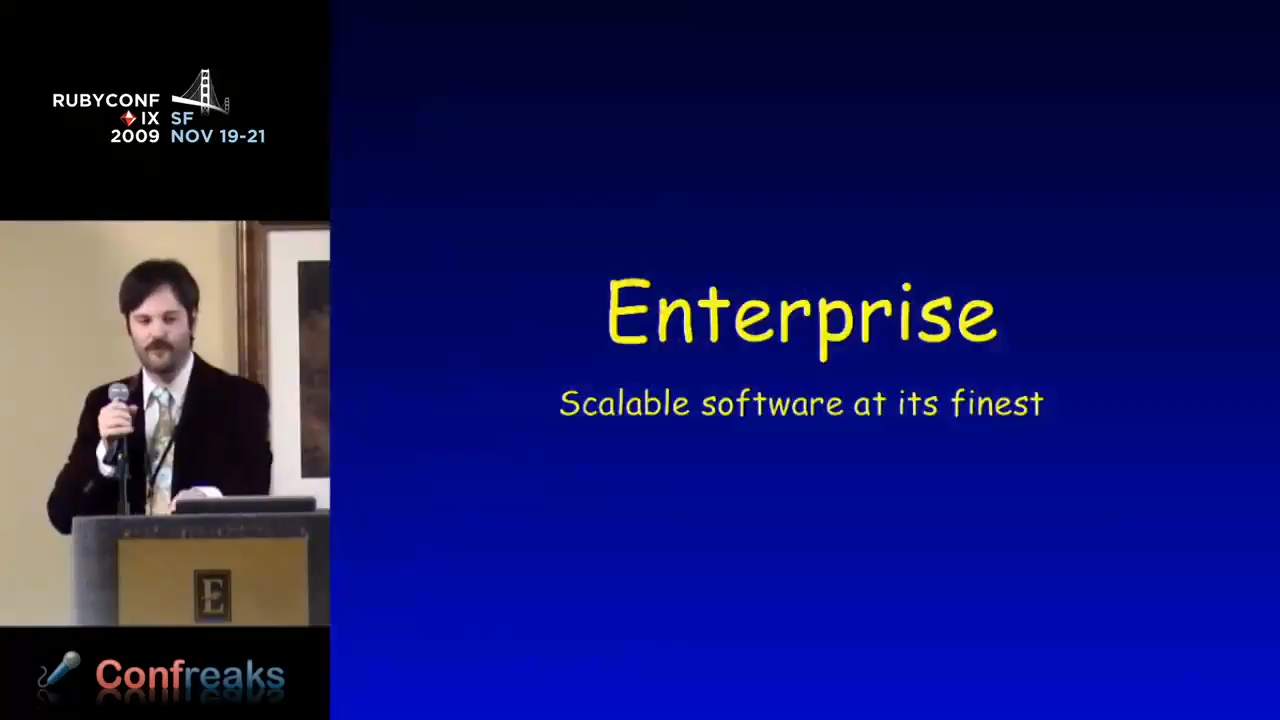 RUBYCONF
IX SF
2009 NOV 19-21
Enterprise
Scalable software at its finest
E
Confreaks